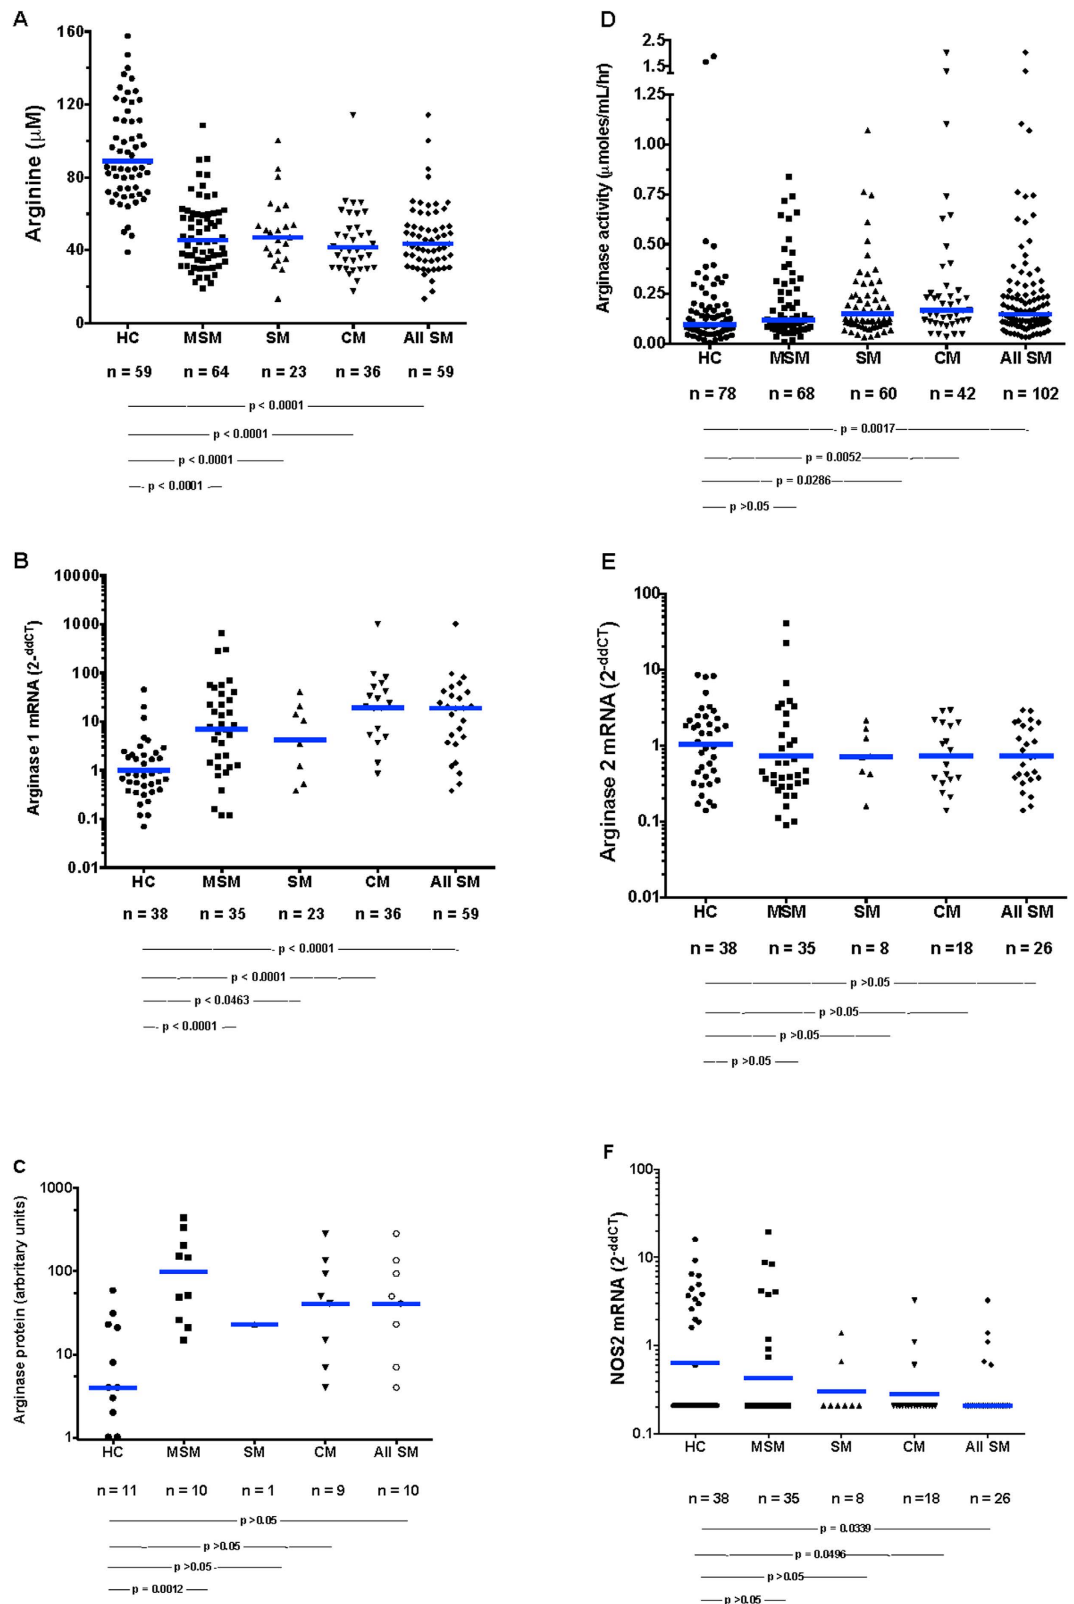 A
Arginine (μM)
160
120
80
40
0
HC MSM SM CM All SM
n = 59 n = 64 n = 23 n = 36 n = 59
p < 0.0001
p < 0.0001
p < 0.0001
p < 0.0001
B
Arginase 1 mRNA (2-ddCT)
10000
1000
100
10
1
0.1
0.01
HC MSM SM CM All SM
n = 38 n = 35 n = 23 n = 36 n = 59
p < 0.0001
p < 0.0001
p < 0.0463
p < 0.0001
C
Arginase protein (arbritary units)
1000
100
10
1
HC MSM SM CM All SM
n = 11 n = 10 n = 1 n = 9 n = 10
p >0.05
p >0.05
p >0.05
p = 0.0012
D
Arginase activity (μmoles/mL/hr)
2.5
1.5
1.25
1.00
0.75
0.50
0.25
0.00
HC MSM SM CM All SM
n = 78 n = 68 n = 60 n = 42 n = 102
p = 0.0017
p = 0.0052
p = 0.0286
p >0.05
E
Arginase 2 mRNA (2-ddCT)
100
10
1
0.1
0.01
HC MSM SM CM All SM
n = 38 n = 35 n = 8 n =18 n = 26
p >0.05
p >0.05
p >0.05
p >0.05
F
NOS2 mRNA (2-ddCT)
100
10
1
0.1
HC MSM SM CM All SM
n = 38 n = 35 n = 8 n =18 n = 26
p = 0.0339
p = 0.0496
p >0.05
p >0.05